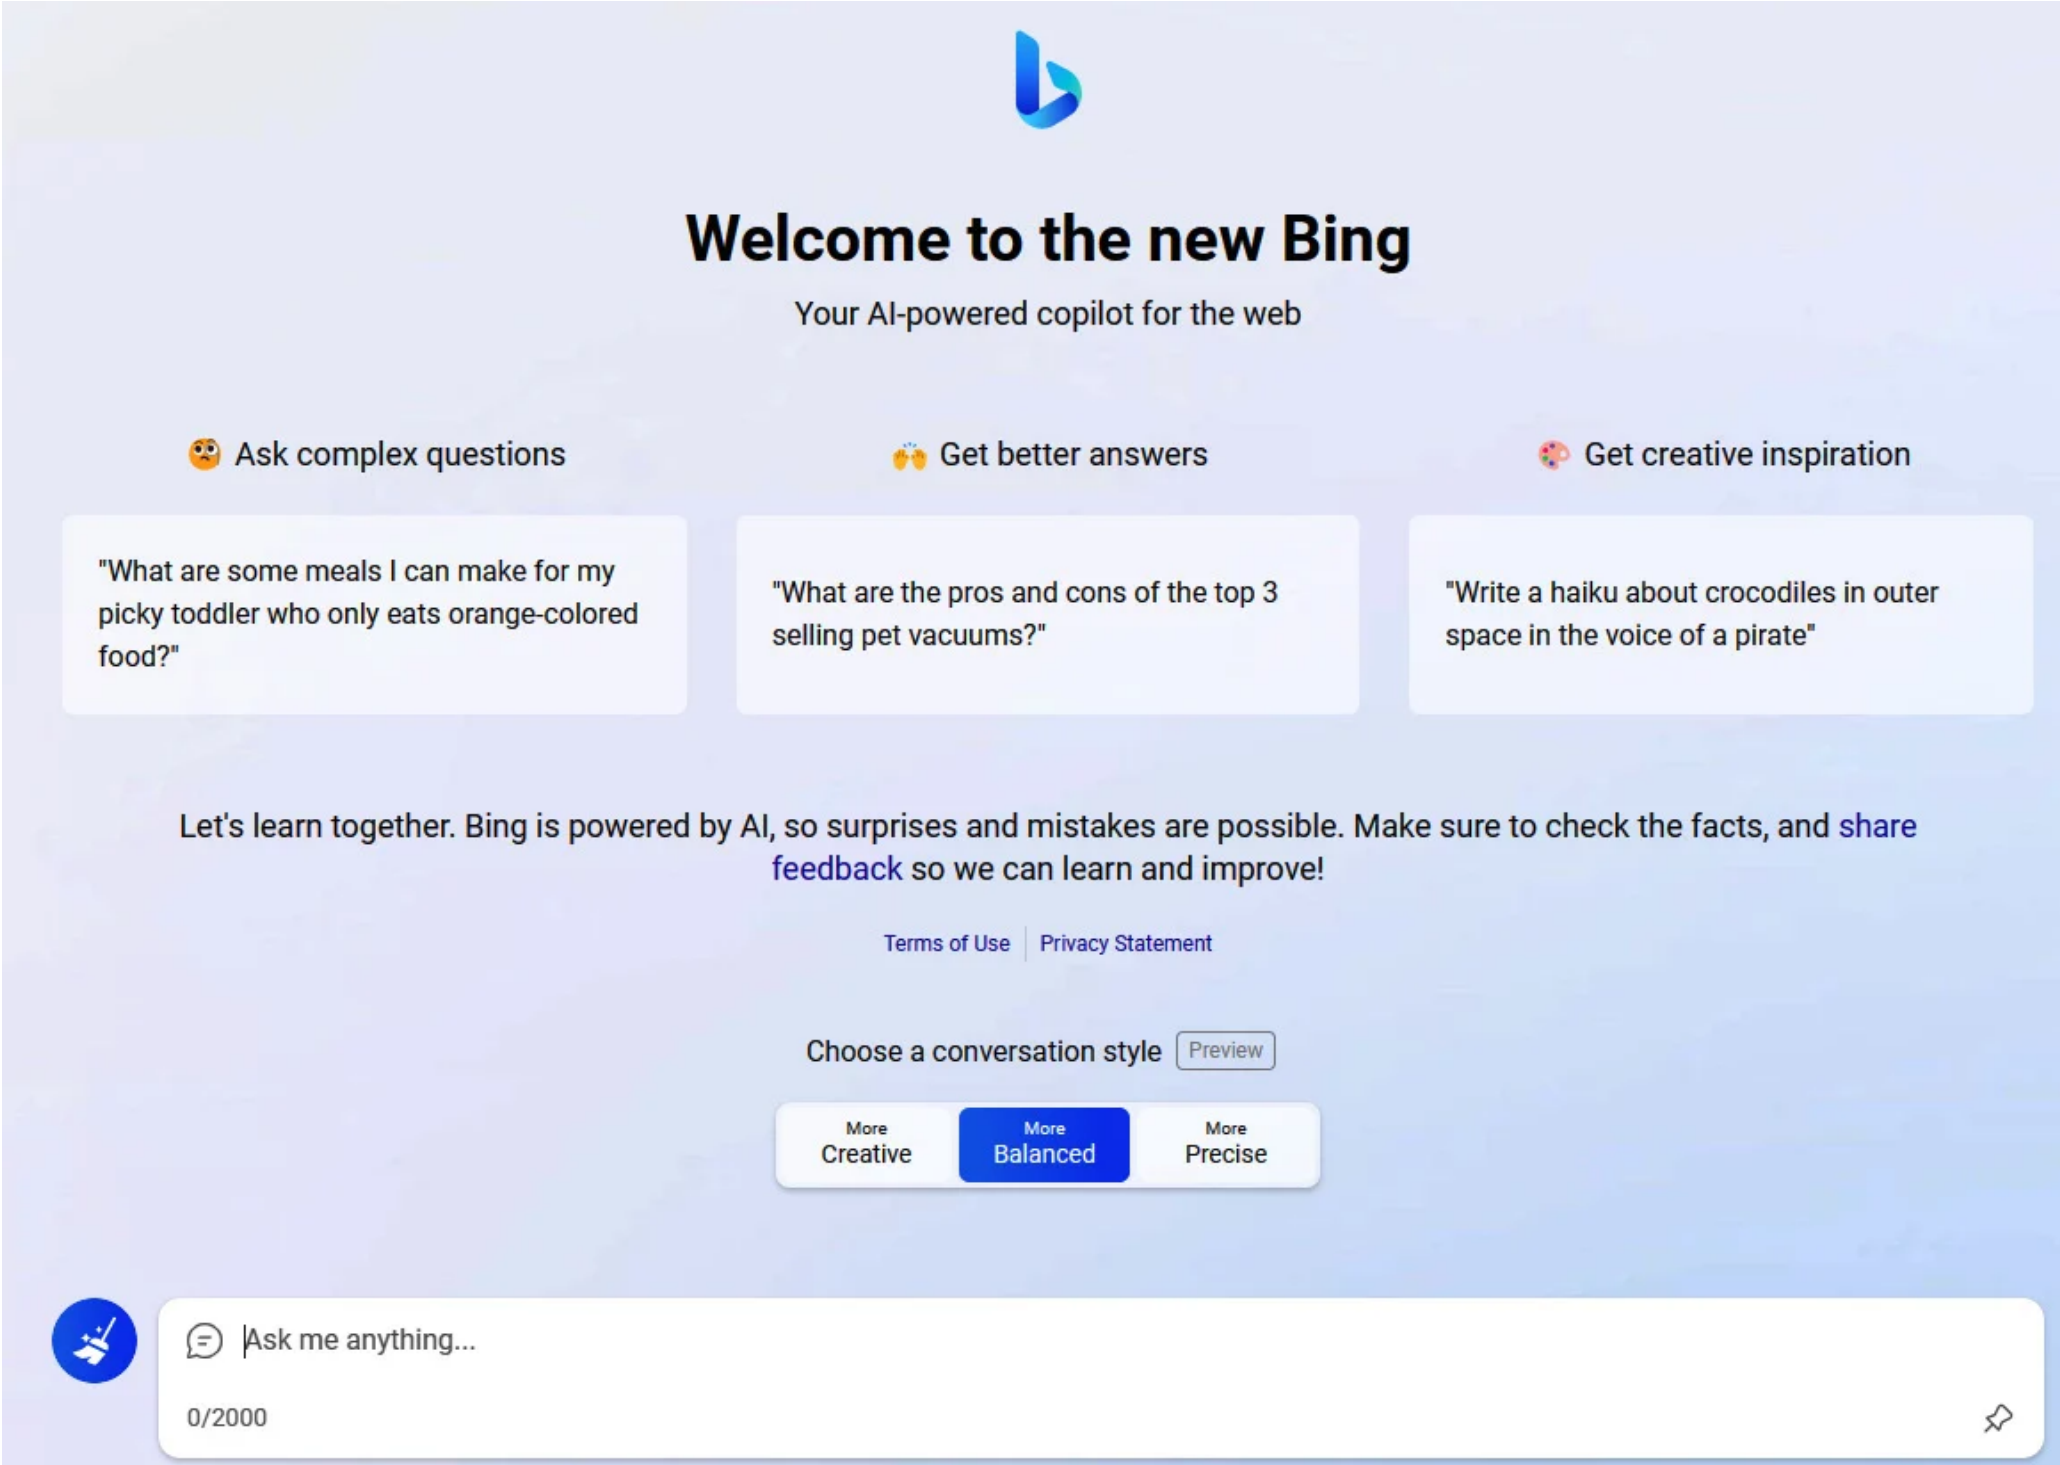 Welcome to the new Bing
Your AI-powered copilot for the web
Ask complex questions
"What are some meals I can make for my
picky toddler who only eats orange-colored
food?"
Get better answers
"What are the pros and cons of the top 3
selling pet vacuums?"
Get creative inspiration
"Write a haiku about crocodiles in outer
space in the voice of a pirate"
Let's learn together. Bing is powered by AI, so surprises and mistakes are possible. Make sure to check the facts, and share
feedback so we can learn and improve!
Terms of Use | Privacy Statement
Choose a conversation style Preview
More
Creative
More
Balanced
More
Precise
Ask me anything...
0/2000